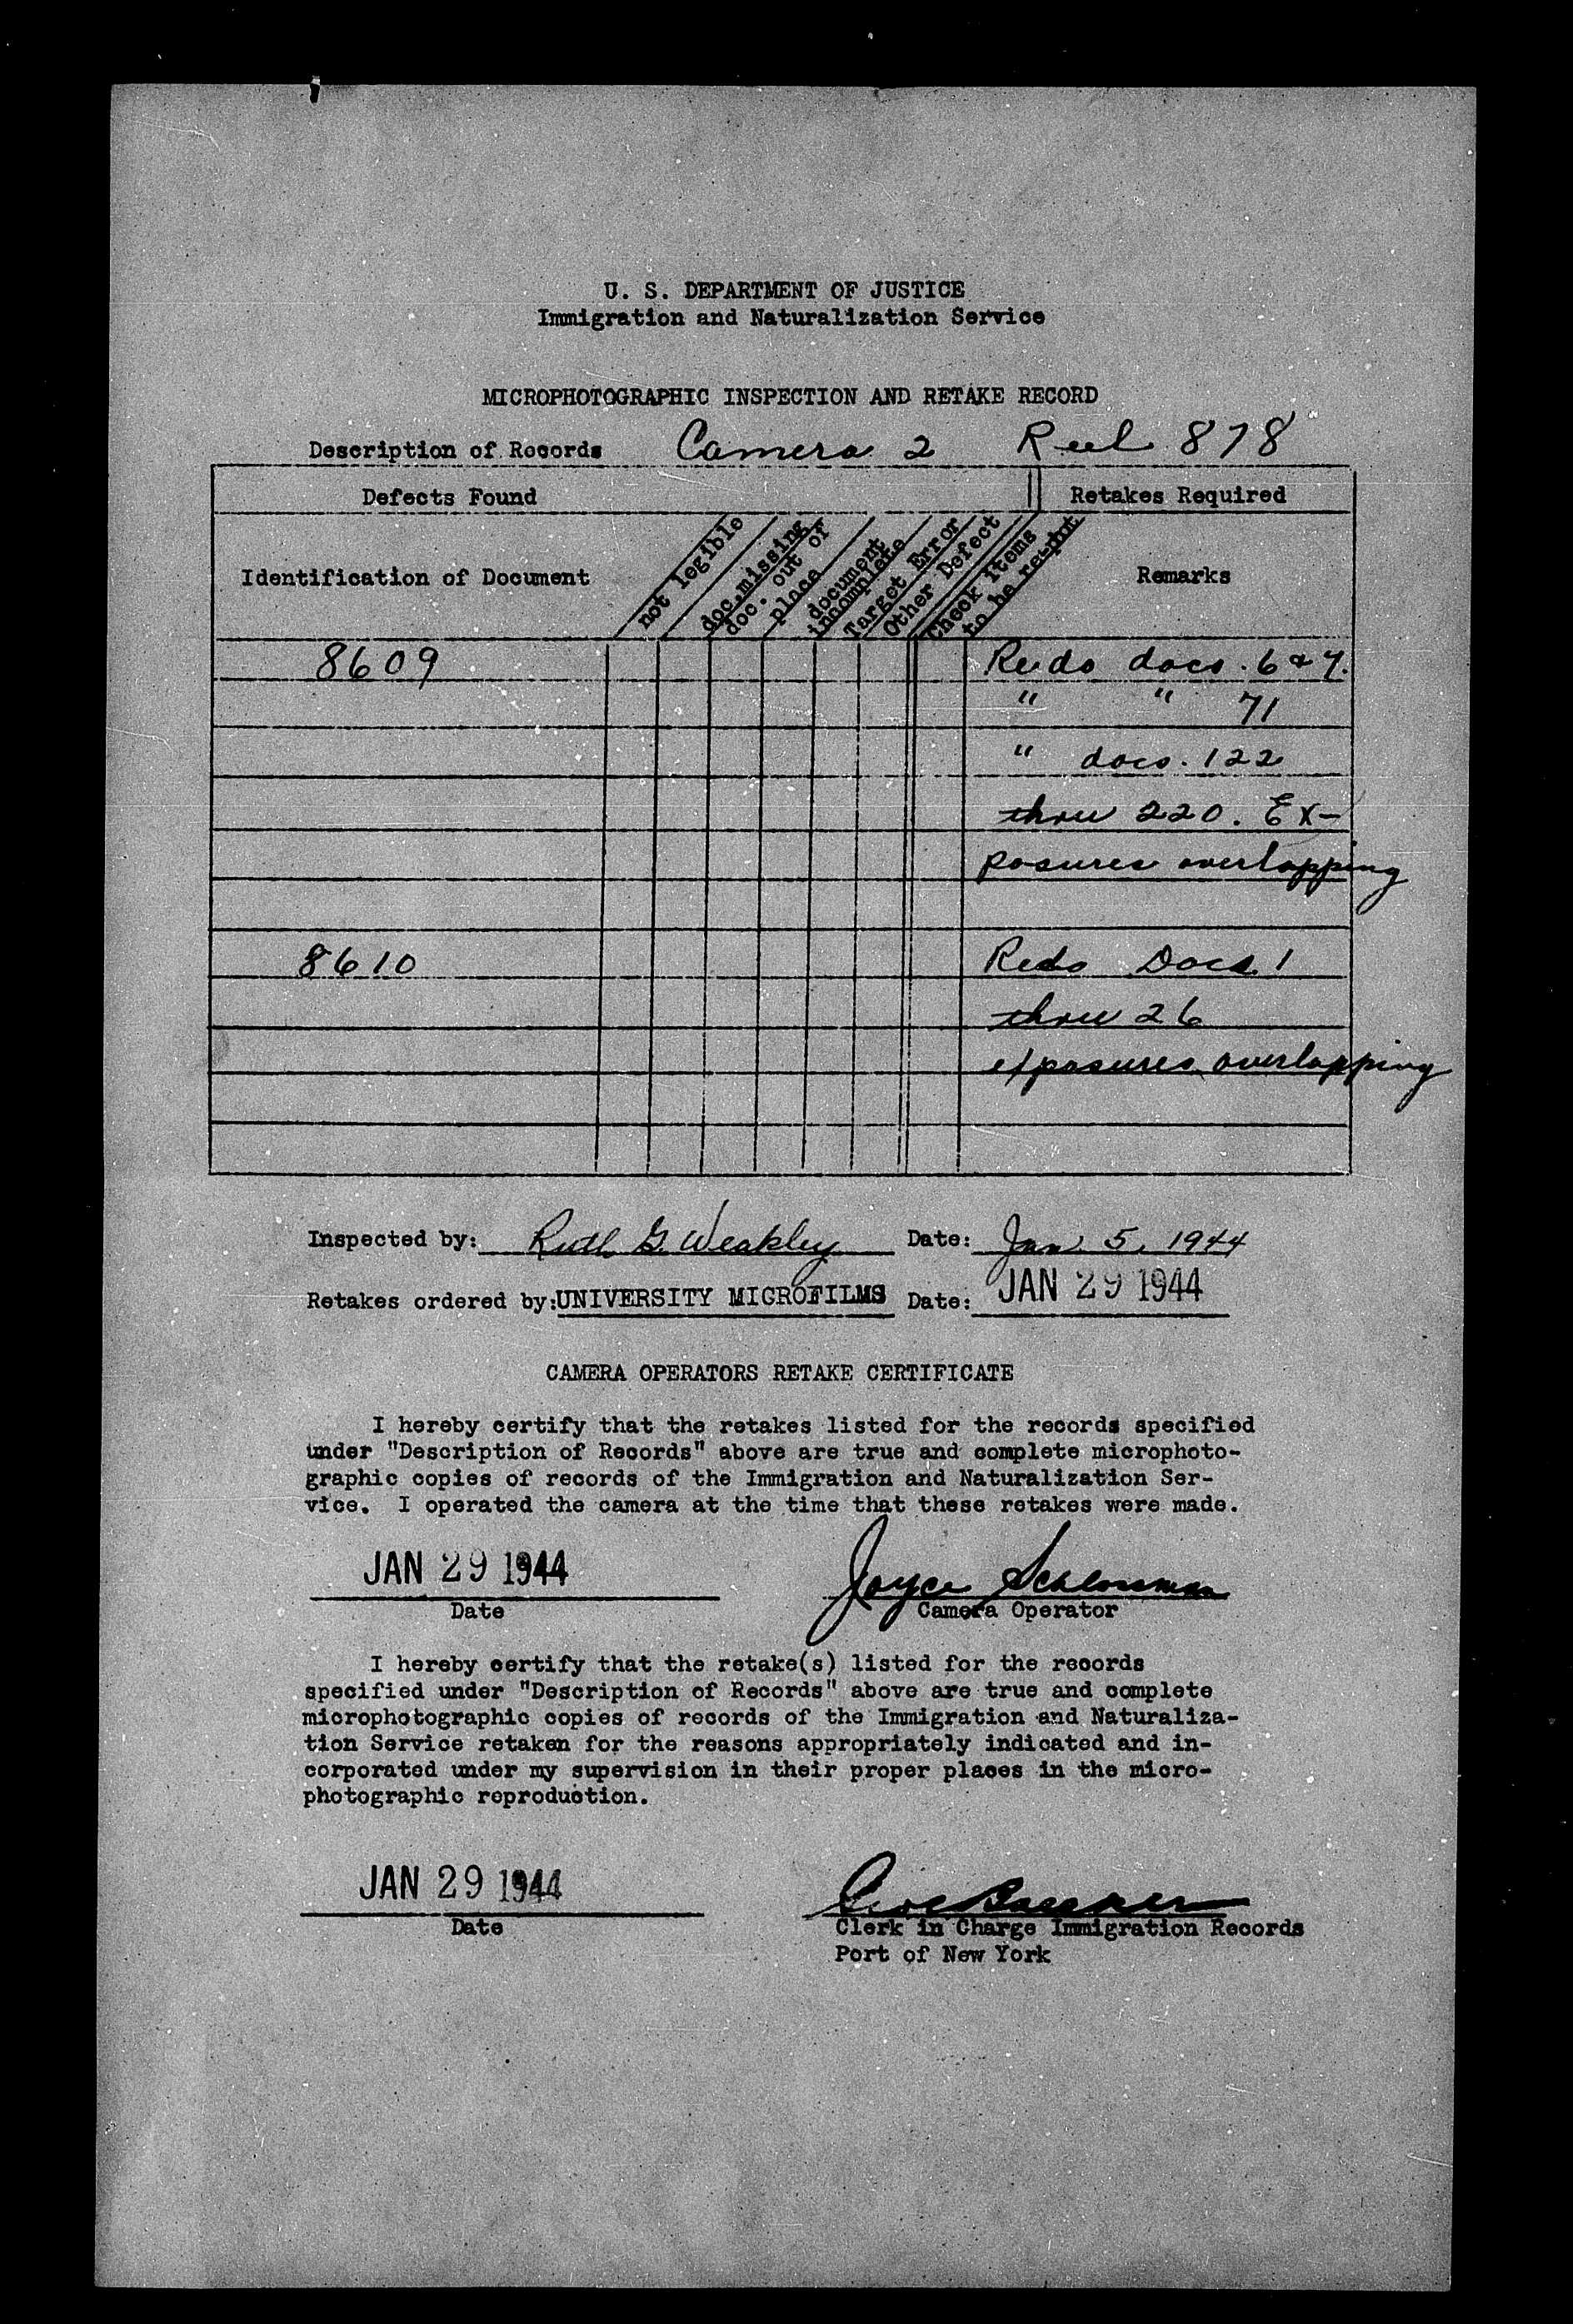 U. S. DEPARTMENT OF JUSTICE
Immigration and Naturalization Service
MICROPHOTOGRAPHIC INSPECTION AND RETAKE RECORD
Description of Records Camera 2 Reel 878
Defects Found Retakes Required
Identification of Document not legible doc. missing doc. out of place document incomplete Target Error Other Defect Check items to be re-phot Remarks
8609 Redo docs. 6 & 7.
" " 71
" docs. 122
thru 220. Ex-
posures overlapping
8610 Redo Docs. 1
thru 26
exposures overlapping
Inspected by: Ruth G. Weakley Date: Jan. 5, 1944
Retakes ordered by: UNIVERSITY MICROFILMS Date: JAN 29 1944
CAMERA OPERATORS RETAKE CERTIFICATE
I hereby certify that the retakes listed for the records specified
under "Description of Records" above are true and complete microphoto-
graphic copies of records of the Immigration and Naturalization Ser-
vice. I operated the camera at the time that these retakes were made.
JAN 29 1944 Joyce Schlossman
Date Camera Operator
I hereby certify that the retake(s) listed for the records
specified under "Description of Records" above are true and complete
microphotographic copies of records of the Immigration and Naturaliza-
tion Service retaken for the reasons appropriately indicated and in-
corporated under my supervision in their proper places in the micro-
photographic reproduction.
JAN 29 1944
Date Clerk in Charge Immigration Records
Port of New York